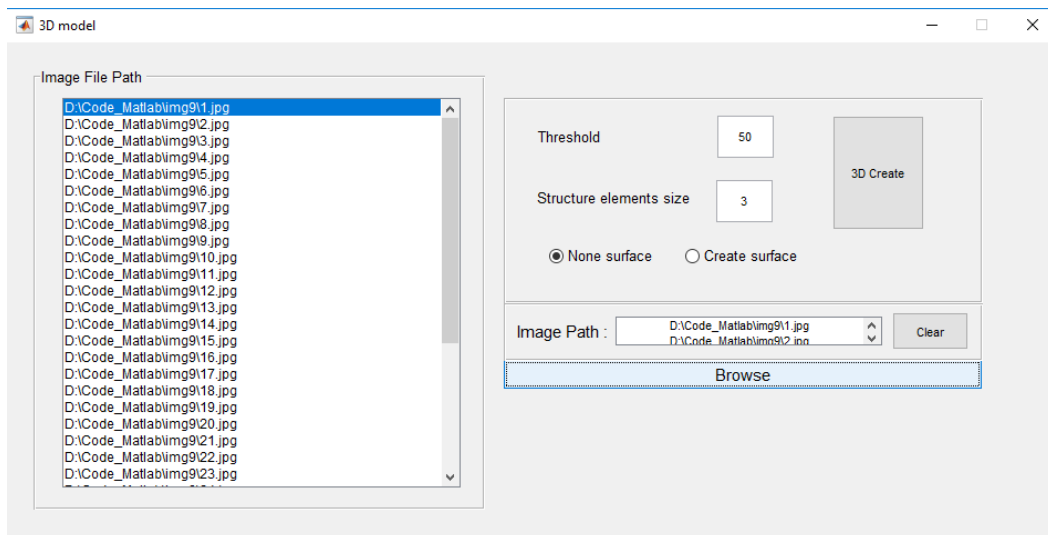 3D model
Image File Path
D:\Code_Matlab\img9\1.jpg
D:\Code_Matlab\img9\2.jpg
D:\Code_Matlab\img9\3.jpg
D:\Code_Matlab\img9\4.jpg
D:\Code_Matlab\img9\5.jpg
D:\Code_Matlab\img9\6.jpg
D:\Code_Matlab\img9\7.jpg
D:\Code_Matlab\img9\8.jpg
D:\Code_Matlab\img9\9.jpg
D:\Code_Matlab\img9\10.jpg
D:\Code_Matlab\img9\11.jpg
D:\Code_Matlab\img9\12.jpg
D:\Code_Matlab\img9\13.jpg
D:\Code_Matlab\img9\14.jpg
D:\Code_Matlab\img9\15.jpg
D:\Code_Matlab\img9\16.jpg
D:\Code_Matlab\img9\17.jpg
D:\Code_Matlab\img9\18.jpg
D:\Code_Matlab\img9\19.jpg
D:\Code_Matlab\img9\20.jpg
D:\Code_Matlab\img9\21.jpg
D:\Code_Matlab\img9\22.jpg
D:\Code_Matlab\img9\23.jpg
Threshold 50
3D Create
Structure elements size 3
None surface Create surface
Image Path : D:\Code_Matlab\img9\1.jpg
D:\Code_Matlab\img9\2.jpg
Clear
Browse